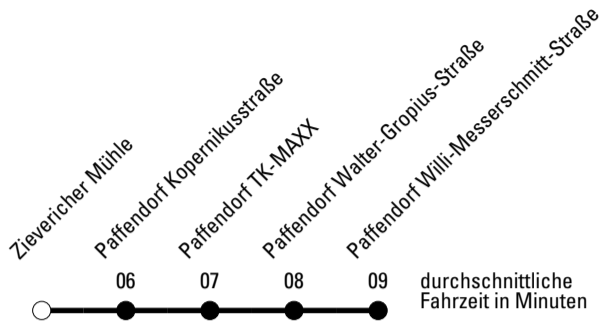 Zievericher Mühle
Paffendorf Kopernikusstraße
Paffendorf TK-MAXX
Paffendorf Walter-Gropius-Straße
Paffendorf Willi-Messerschmitt-Straße
06 07 08 09
durchschnittliche
Fahrzeit in Minuten